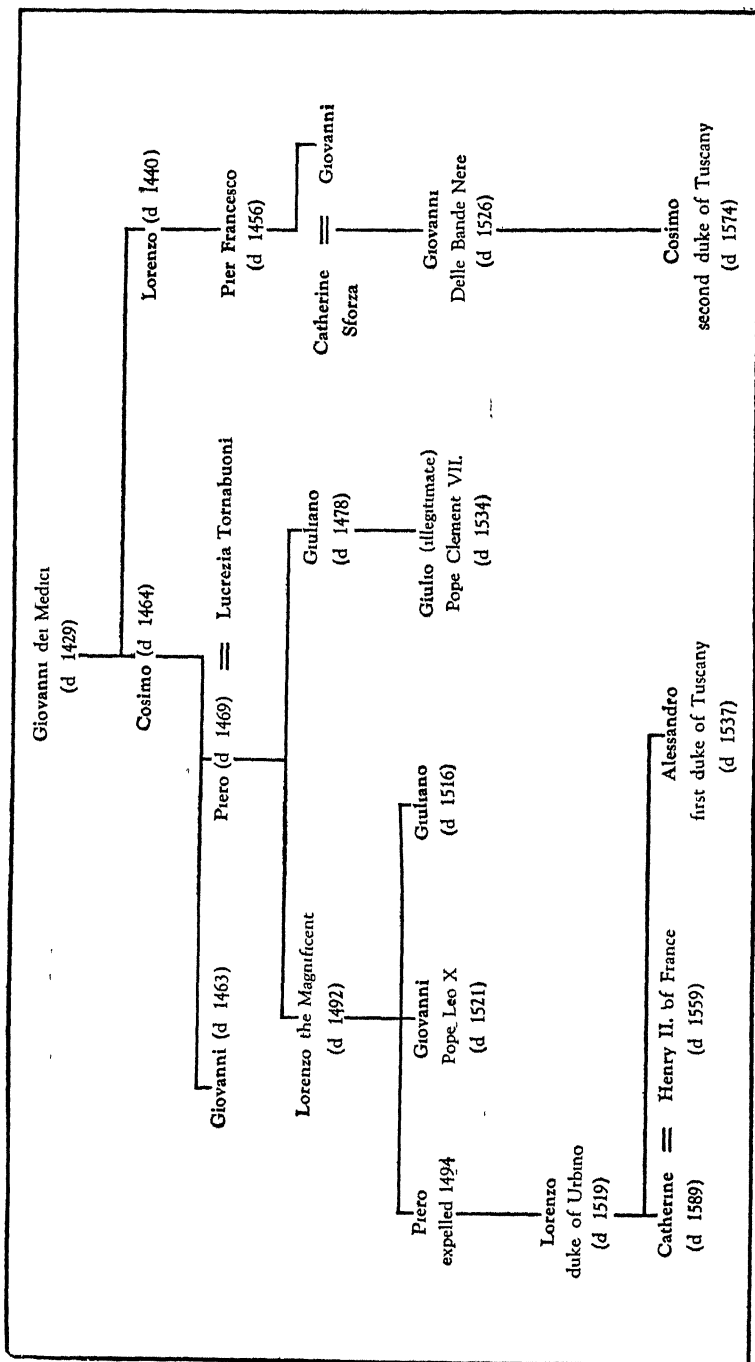 Giovanni dei Medici
(d 1429)
Cosimo (d 1464)
Lorenzo (d 1440)
Giovanni (d 1463)
Piero (d 1469) = Lucrezia Tornabuoni
Pier Francesco
(d 1456)
Lorenzo the Magnificent
(d 1492)
Giuliano
(d 1478)
Catherine = Giovanni
Sforza
Piero
expelled 1494
Giovanni
Pope Leo X
(d 1521)
Giuliano
(d 1516)
Giulio (illegitimate)
Pope Clement VII.
(d 1534)
Giovanni
Delle Bande Nere
(d 1526)
Lorenzo
duke of Urbino
(d 1519)
Catherine = Henry II. of France
(d 1589)
(d 1559)
Alessandro
first duke of Tuscany
(d 1537)
Cosimo
second duke of Tuscany
(d 1574)